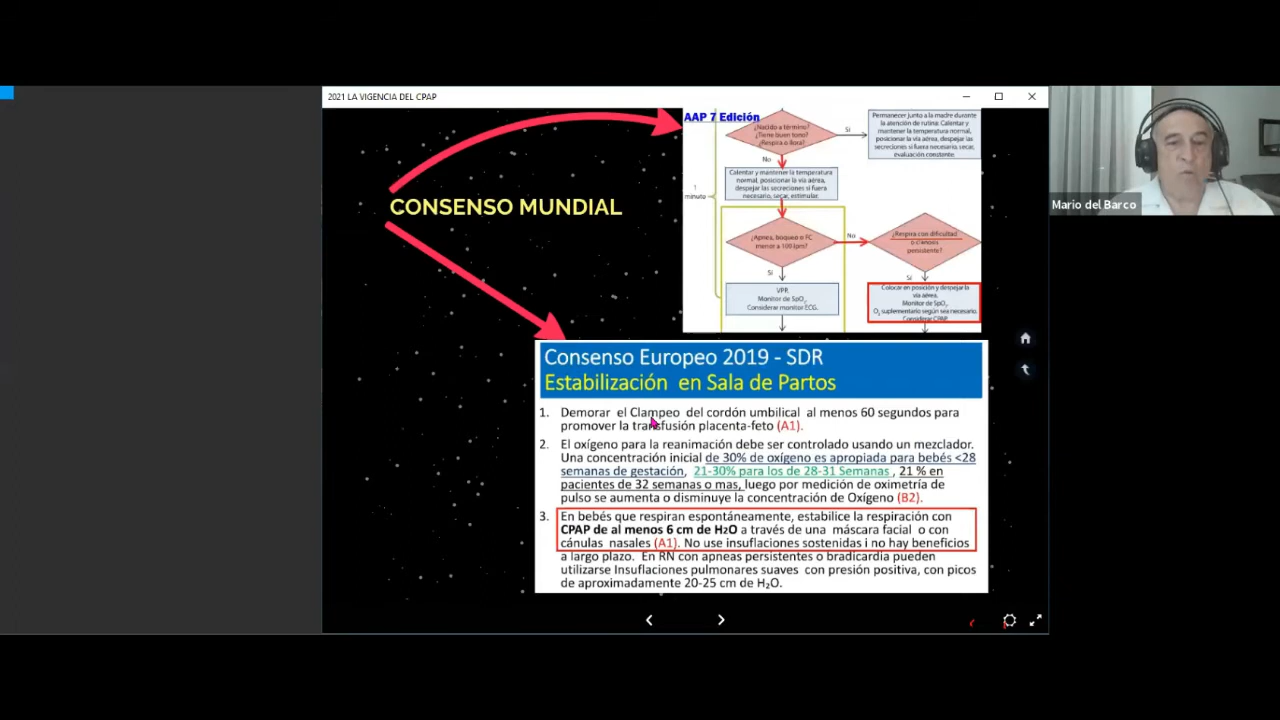 2021 LA VIGENCIA DEL CPAP
CONSENSO MUNDIAL
AAP 7 Edición
¿Nacido a término?
¿Tiene buen tono?
¿Respira o llora?
Sí
Permanecer junto a la madre durante
la atención de rutina: Calentar y
mantener la temperatura normal,
posicionar la vía aérea, despejar las
secreciones si fuera necesario, secar,
evaluación constante.
No
1
minuto
Calentar y mantener la temperatura
normal, posicionar la vía aérea,
despejar las secreciones si fuera
necesario, secar, estimular.
¿Apnea, boqueo o FC
menor a 100 lpm?
No
¿Respira con dificultad
o cianosis
persistente?
Sí
Sí
VPP.
Monitor de SpO2.
Considerar monitor ECG.
Colocar en posición y despejar la
vía aérea.
Monitor de SpO2.
O2 suplementario según sea necesario.
Considerar CPAP.
Consenso Europeo 2019 - SDR
Estabilización en Sala de Partos
1. Demorar el Clampeo del cordón umbilical al menos 60 segundos para
promover la transfusión placenta-feto (A1).
2. El oxígeno para la reanimación debe ser controlado usando un mezclador.
Una concentración inicial de 30% de oxígeno es apropiada para bebés <28
semanas de gestación, 21-30% para los de 28-31 Semanas , 21 % en
pacientes de 32 semanas o mas, luego por medición de oximetría de
pulso se aumenta o disminuye la concentración de Oxígeno (B2).
3. En bebés que respiran espontáneamente, estabilice la respiración con
CPAP de al menos 6 cm de H2O a través de una máscara facial o con
cánulas nasales (A1). No use insuflaciones sostenidas i no hay beneficios
a largo plazo. En RN con apneas persistentes o bradicardia pueden
utilizarse Insuflaciones pulmonares suaves con presión positiva, con picos
de aproximadamente 20-25 cm de H2O.
Mario del Barco